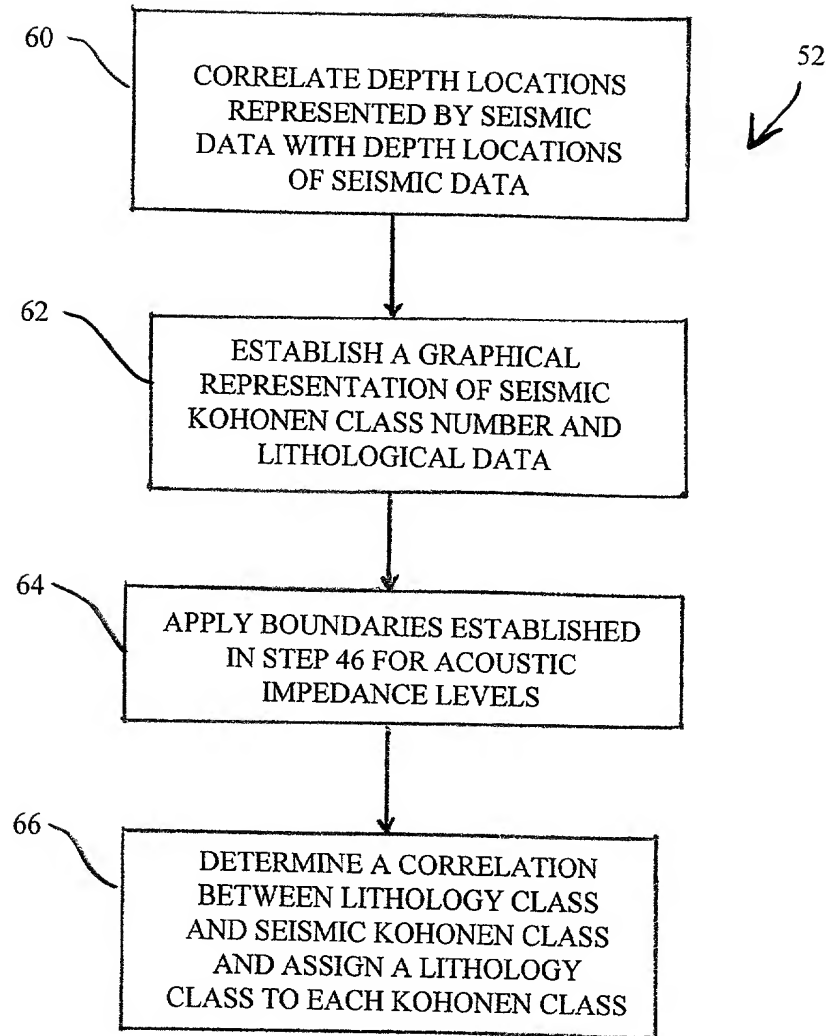 60
52
CORRELATE DEPTH LOCATIONS
REPRESENTED BY SEISMIC
DATA WITH DEPTH LOCATIONS
OF SEISMIC DATA
62
ESTABLISH A GRAPHICAL
REPRESENTATION OF SEISMIC
KOHONEN CLASS NUMBER AND
LITHOLOGICAL DATA
64
APPLY BOUNDARIES ESTABLISHED
IN STEP 46 FOR ACOUSTIC
IMPEDANCE LEVELS
66
DETERMINE A CORRELATION
BETWEEN LITHOLOGY CLASS
AND SEISMIC KOHONEN CLASS
AND ASSIGN A LITHOLOGY
CLASS TO EACH KOHONEN CLASS